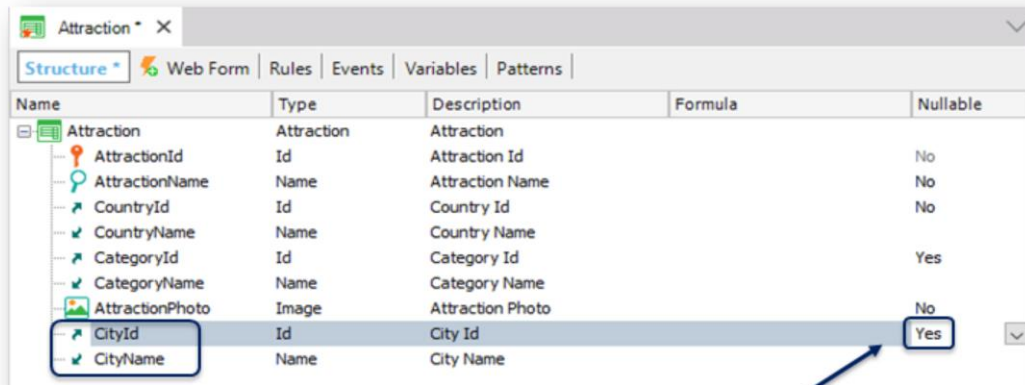 Attraction *
Structure * Web Form Rules Events Variables Patterns
Name Type Description Formula Nullable
Attraction Attraction Attraction
AttractionId Id Attraction Id No
AttractionName Name Attraction Name No
CountryId Id Country Id No
CountryName Name Country Name
CategoryId Id Category Id Yes
CategoryName Name Category Name
AttractionPhoto Image Attraction Photo No
CityId Id City Id Yes
CityName Name City Name